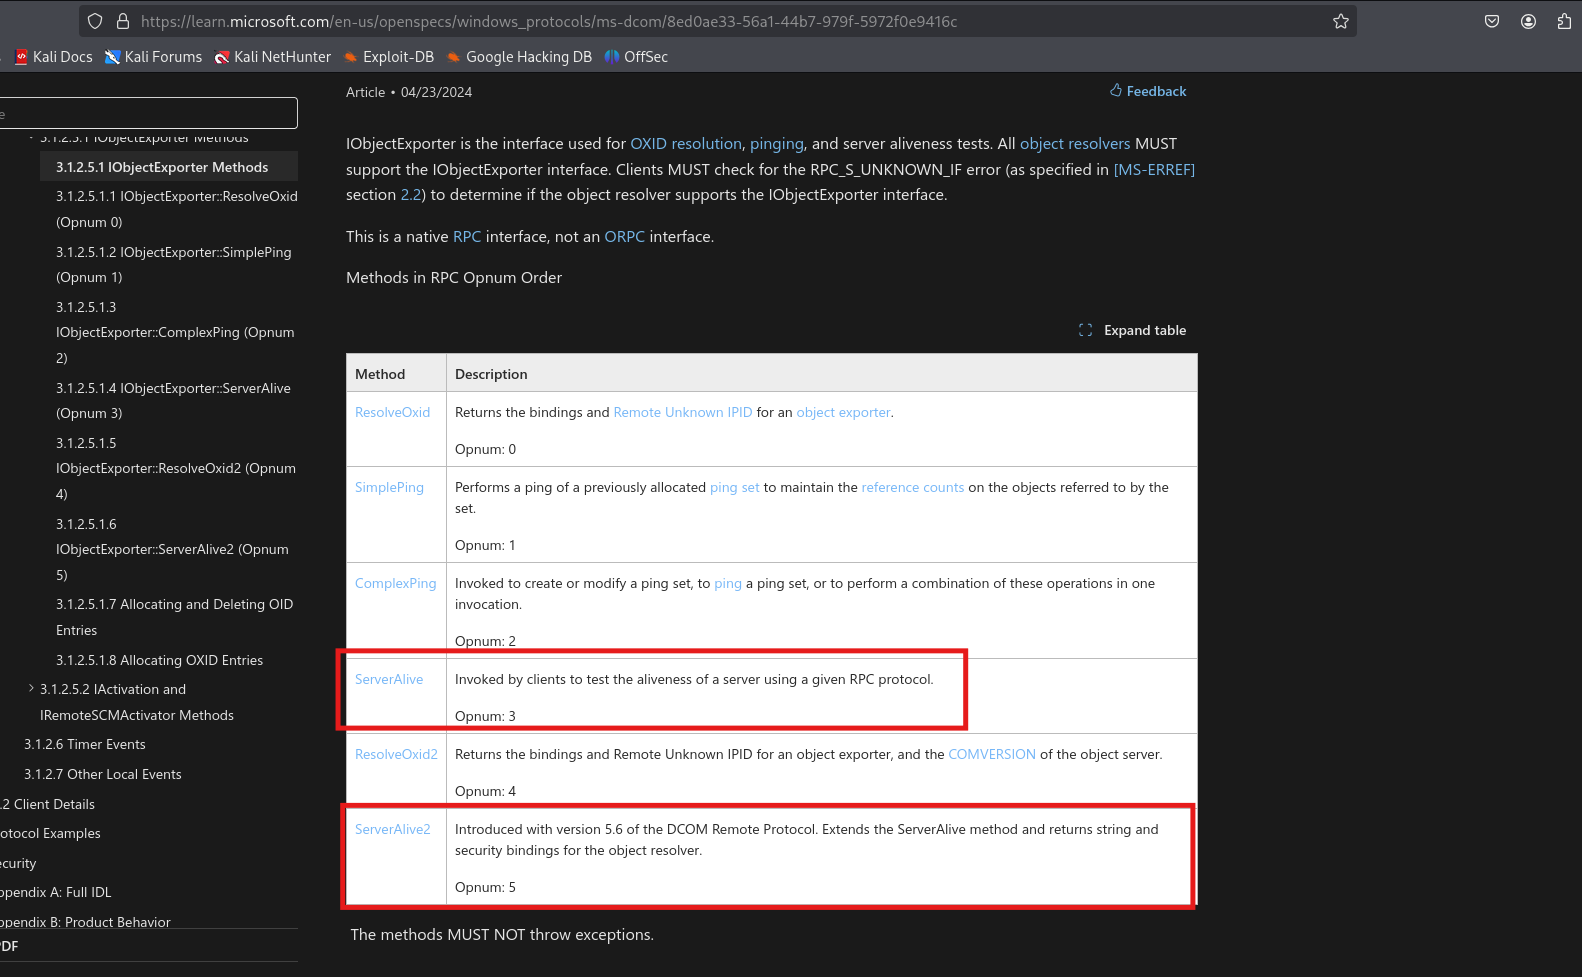 https://learn.microsoft.com/en-us/openspecs/windows_protocols/ms-dcom/8ed0ae33-56a1-44b7-979f-5972f0e9416c
Kali Docs Kali Forums Kali NetHunter Exploit-DB Google Hacking DB OffSec
e
3.1.2.5.1 IObjectExporter Methods
3.1.2.5.1 IObjectExporter Methods
3.1.2.5.1.1 IObjectExporter::ResolveOxid
(Opnum 0)
3.1.2.5.1.2 IObjectExporter::SimplePing
(Opnum 1)
3.1.2.5.1.3
IObjectExporter::ComplexPing (Opnum
2)
3.1.2.5.1.4 IObjectExporter::ServerAlive
(Opnum 3)
3.1.2.5.1.5
IObjectExporter::ResolveOxid2 (Opnum
4)
3.1.2.5.1.6
IObjectExporter::ServerAlive2 (Opnum
5)
3.1.2.5.1.7 Allocating and Deleting OID
Entries
3.1.2.5.1.8 Allocating OXID Entries
3.1.2.5.2 IActivation and
IRemoteSCMActivator Methods
3.1.2.6 Timer Events
3.1.2.7 Other Local Events
.2 Client Details
otocol Examples
ecurity
ppendix A: Full IDL
ppendix B: Product Behavior
PDF
Article • 04/23/2024
Feedback
IObjectExporter is the interface used for OXID resolution, pinging, and server aliveness tests. All object resolvers MUST
support the IObjectExporter interface. Clients MUST check for the RPC_S_UNKNOWN_IF error (as specified in [MS-ERREF]
section 2.2) to determine if the object resolver supports the IObjectExporter interface.
This is a native RPC interface, not an ORPC interface.
Methods in RPC Opnum Order
Expand table
Method Description
ResolveOxid Returns the bindings and Remote Unknown IPID for an object exporter.
Opnum: 0
SimplePing Performs a ping of a previously allocated ping set to maintain the reference counts on the objects referred to by the
set.
Opnum: 1
ComplexPing Invoked to create or modify a ping set, to ping a ping set, or to perform a combination of these operations in one
invocation.
Opnum: 2
ServerAlive Invoked by clients to test the aliveness of a server using a given RPC protocol.
Opnum: 3
ResolveOxid2 Returns the bindings and Remote Unknown IPID for an object exporter, and the COMVERSION of the object server.
Opnum: 4
ServerAlive2 Introduced with version 5.6 of the DCOM Remote Protocol. Extends the ServerAlive method and returns string and
security bindings for the object resolver.
Opnum: 5
The methods MUST NOT throw exceptions.